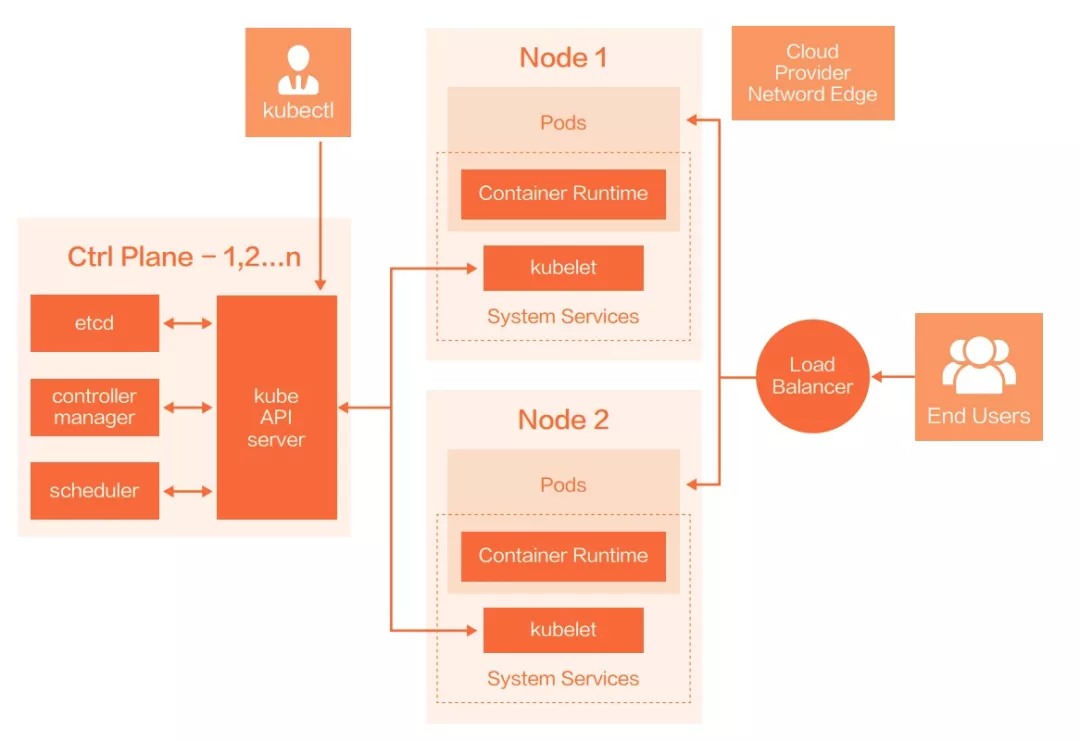 kubectl
Ctrl Plane – 1,2...n
etcd
controller
manager
scheduler
kube
API
server
Node 1
Pods
Container Runtime
kubelet
System Services
Node 2
Pods
Container Runtime
kubelet
System Services
Cloud
Provider
Netword Edge
Load
Balancer
End Users